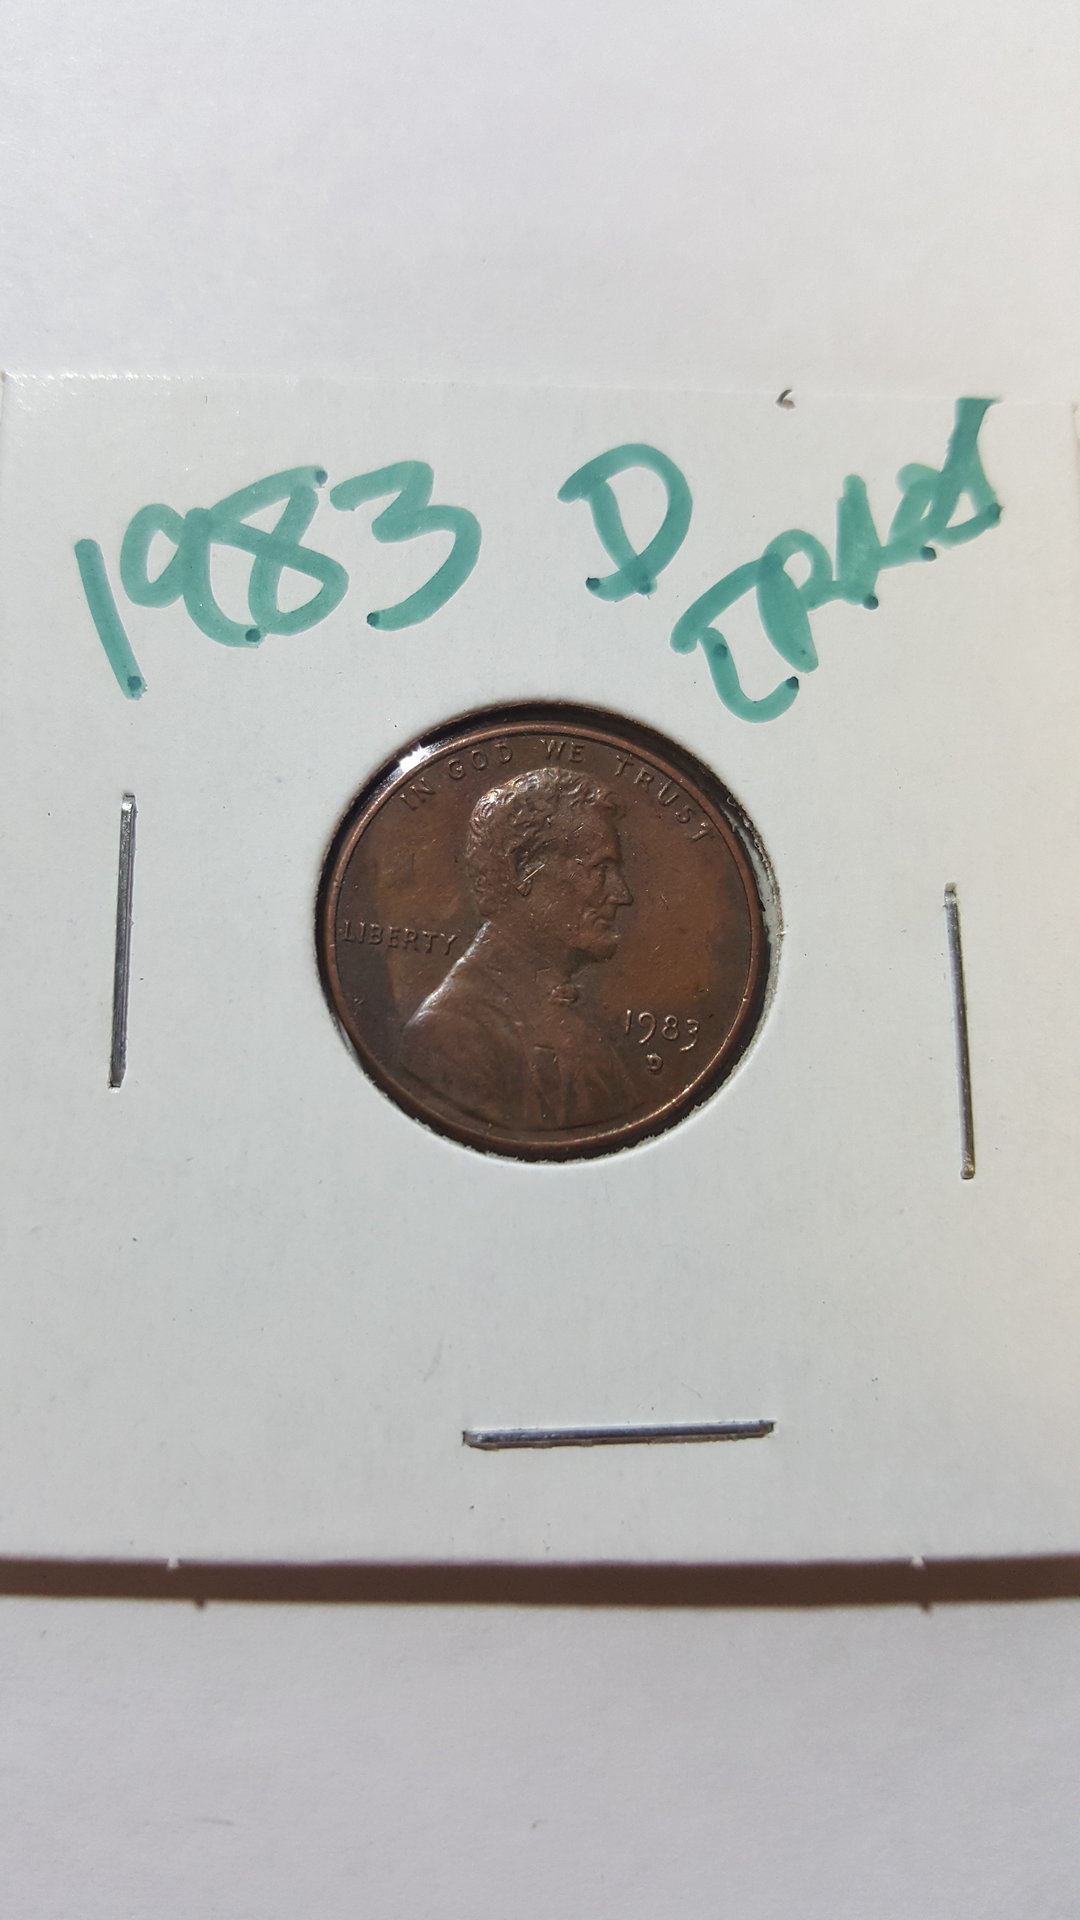 1983 D
IN GOD WE TRUST
LIBERTY
1983
D